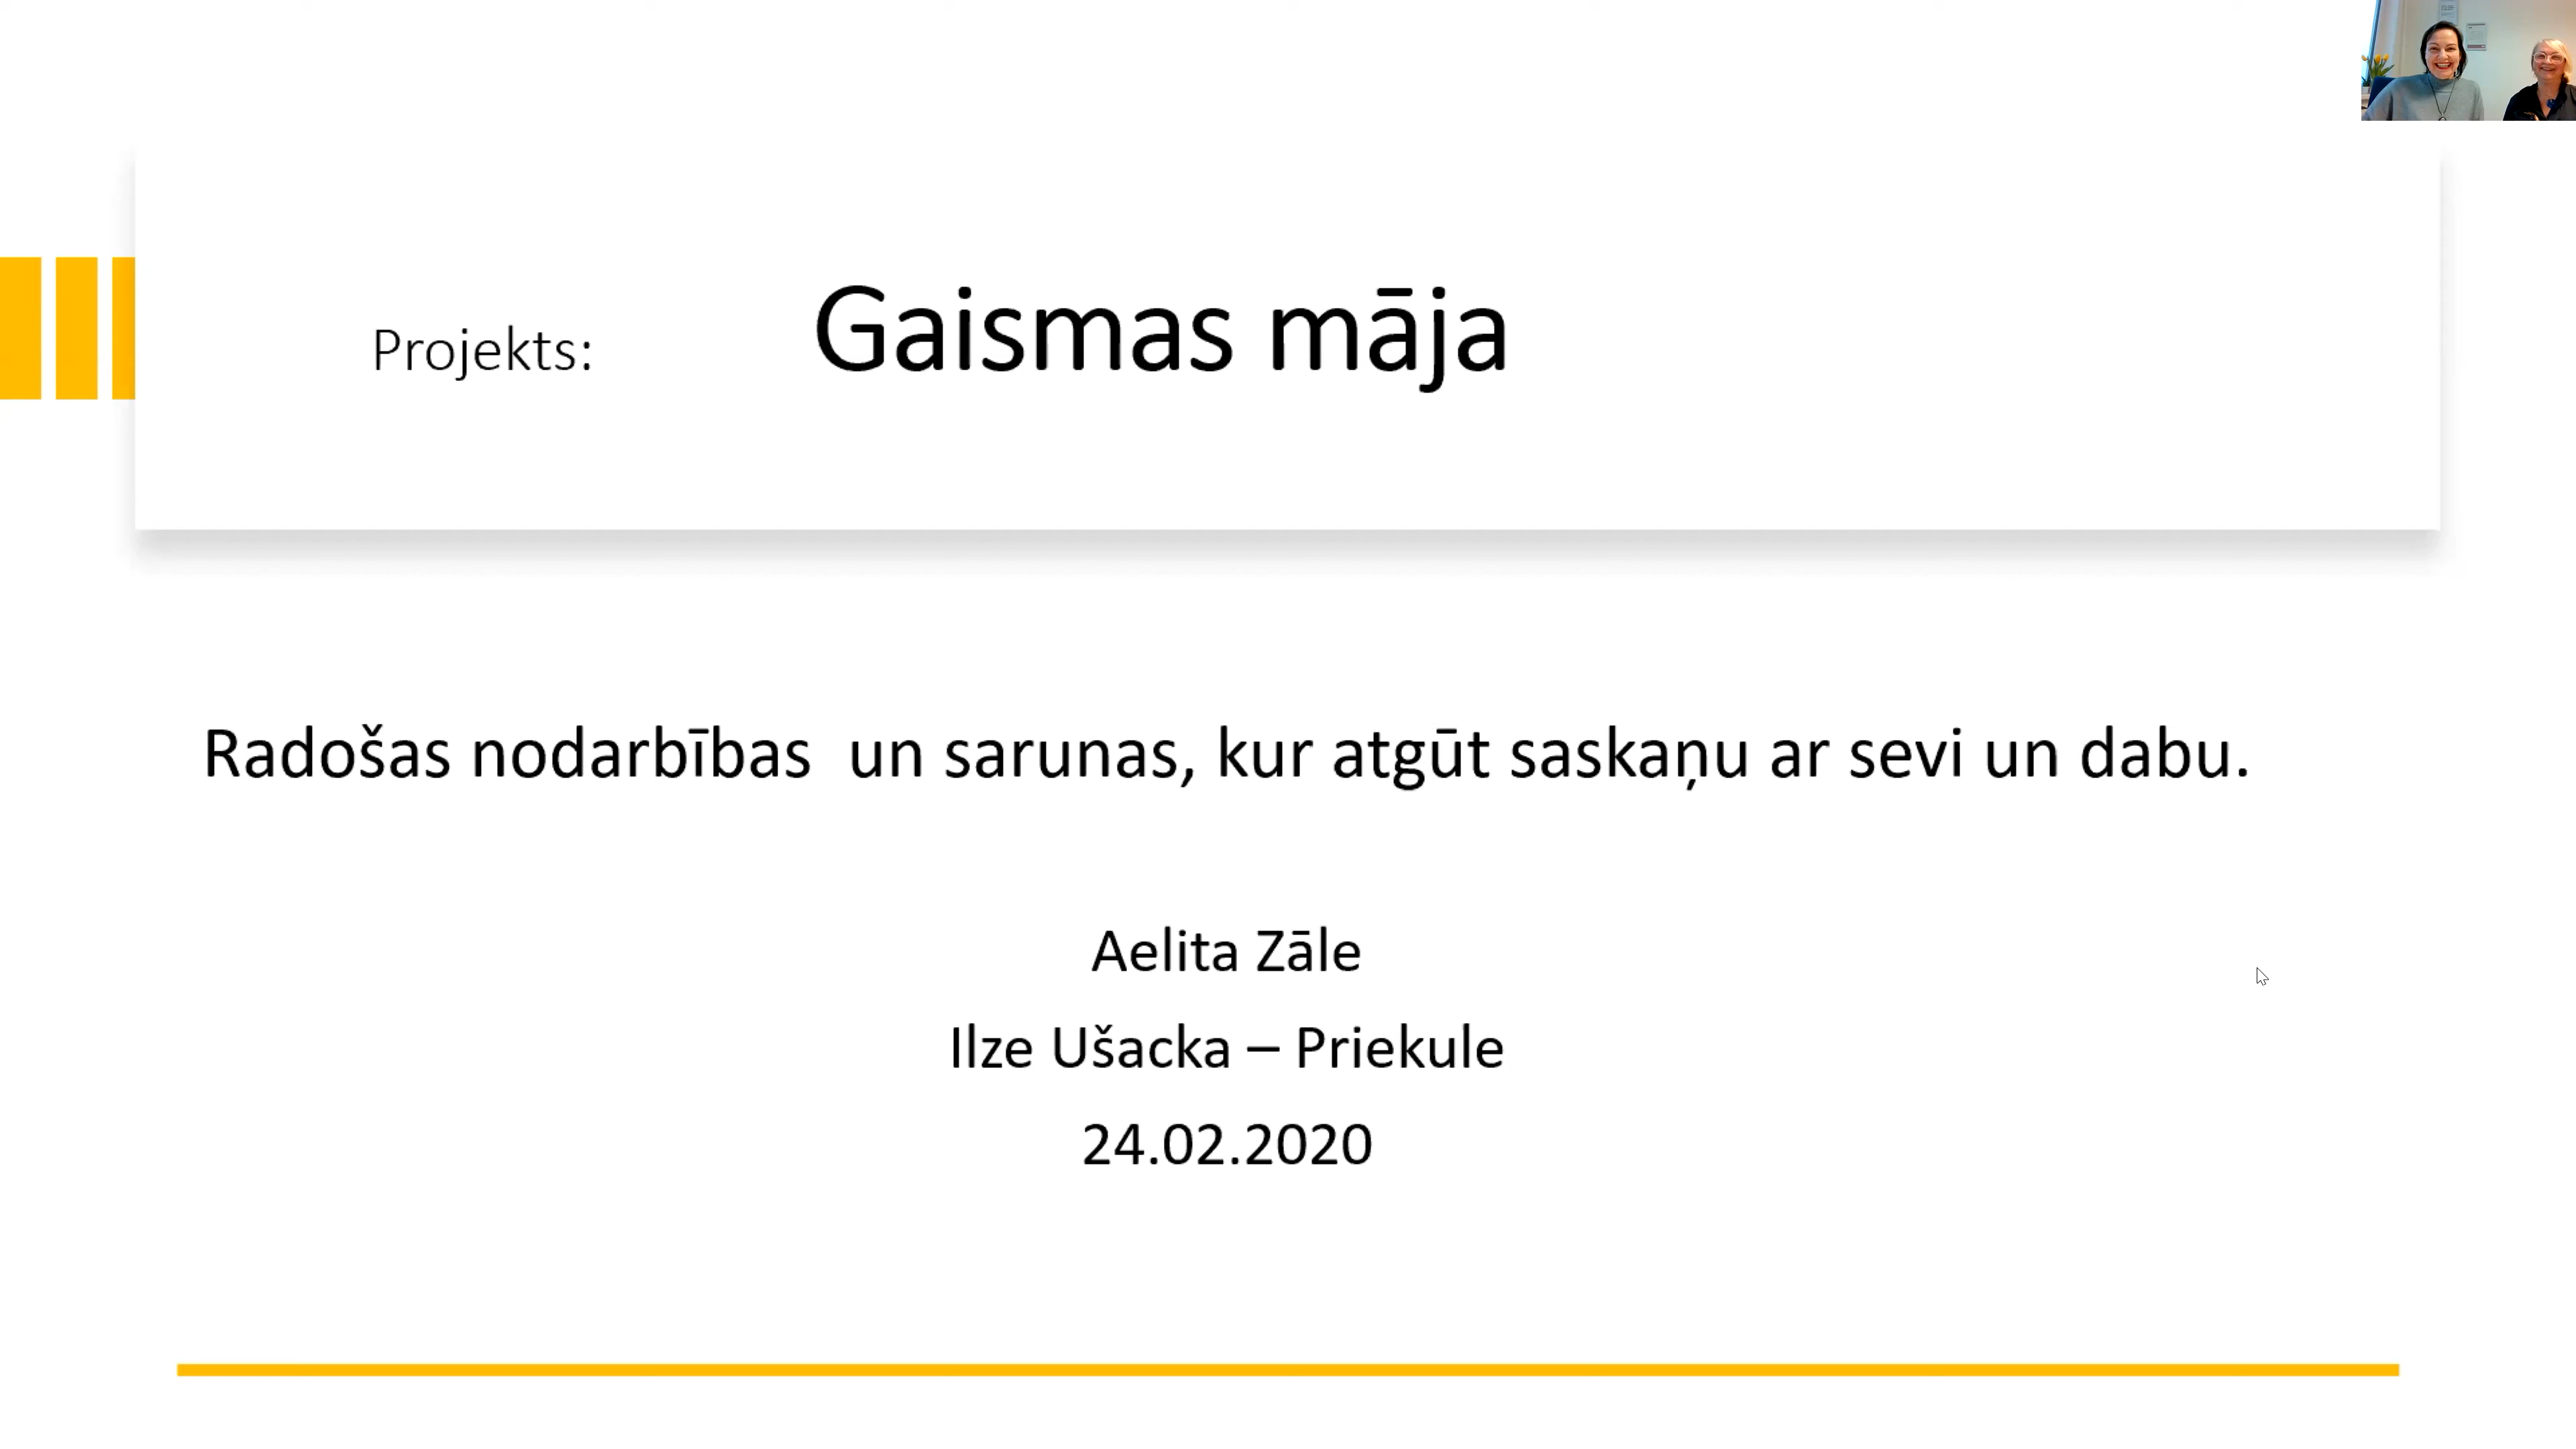 Projekts: Gaismas māja
Radošas nodarbības  un sarunas, kur atgūt saskaņu ar sevi un dabu.
Aelita Zāle
Ilze Ušacka – Priekule
24.02.2020